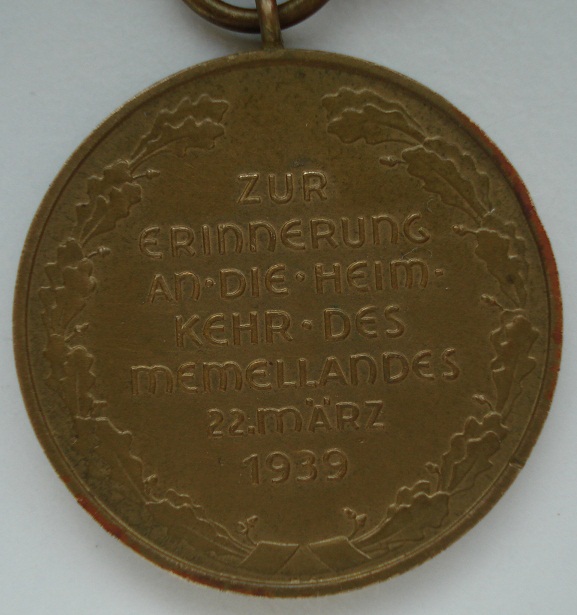 ZUR
ERINNERUNG
AN·DIE·HEIM-
KEHR·DES
MEMELLANDES
22.MÄRZ
1939